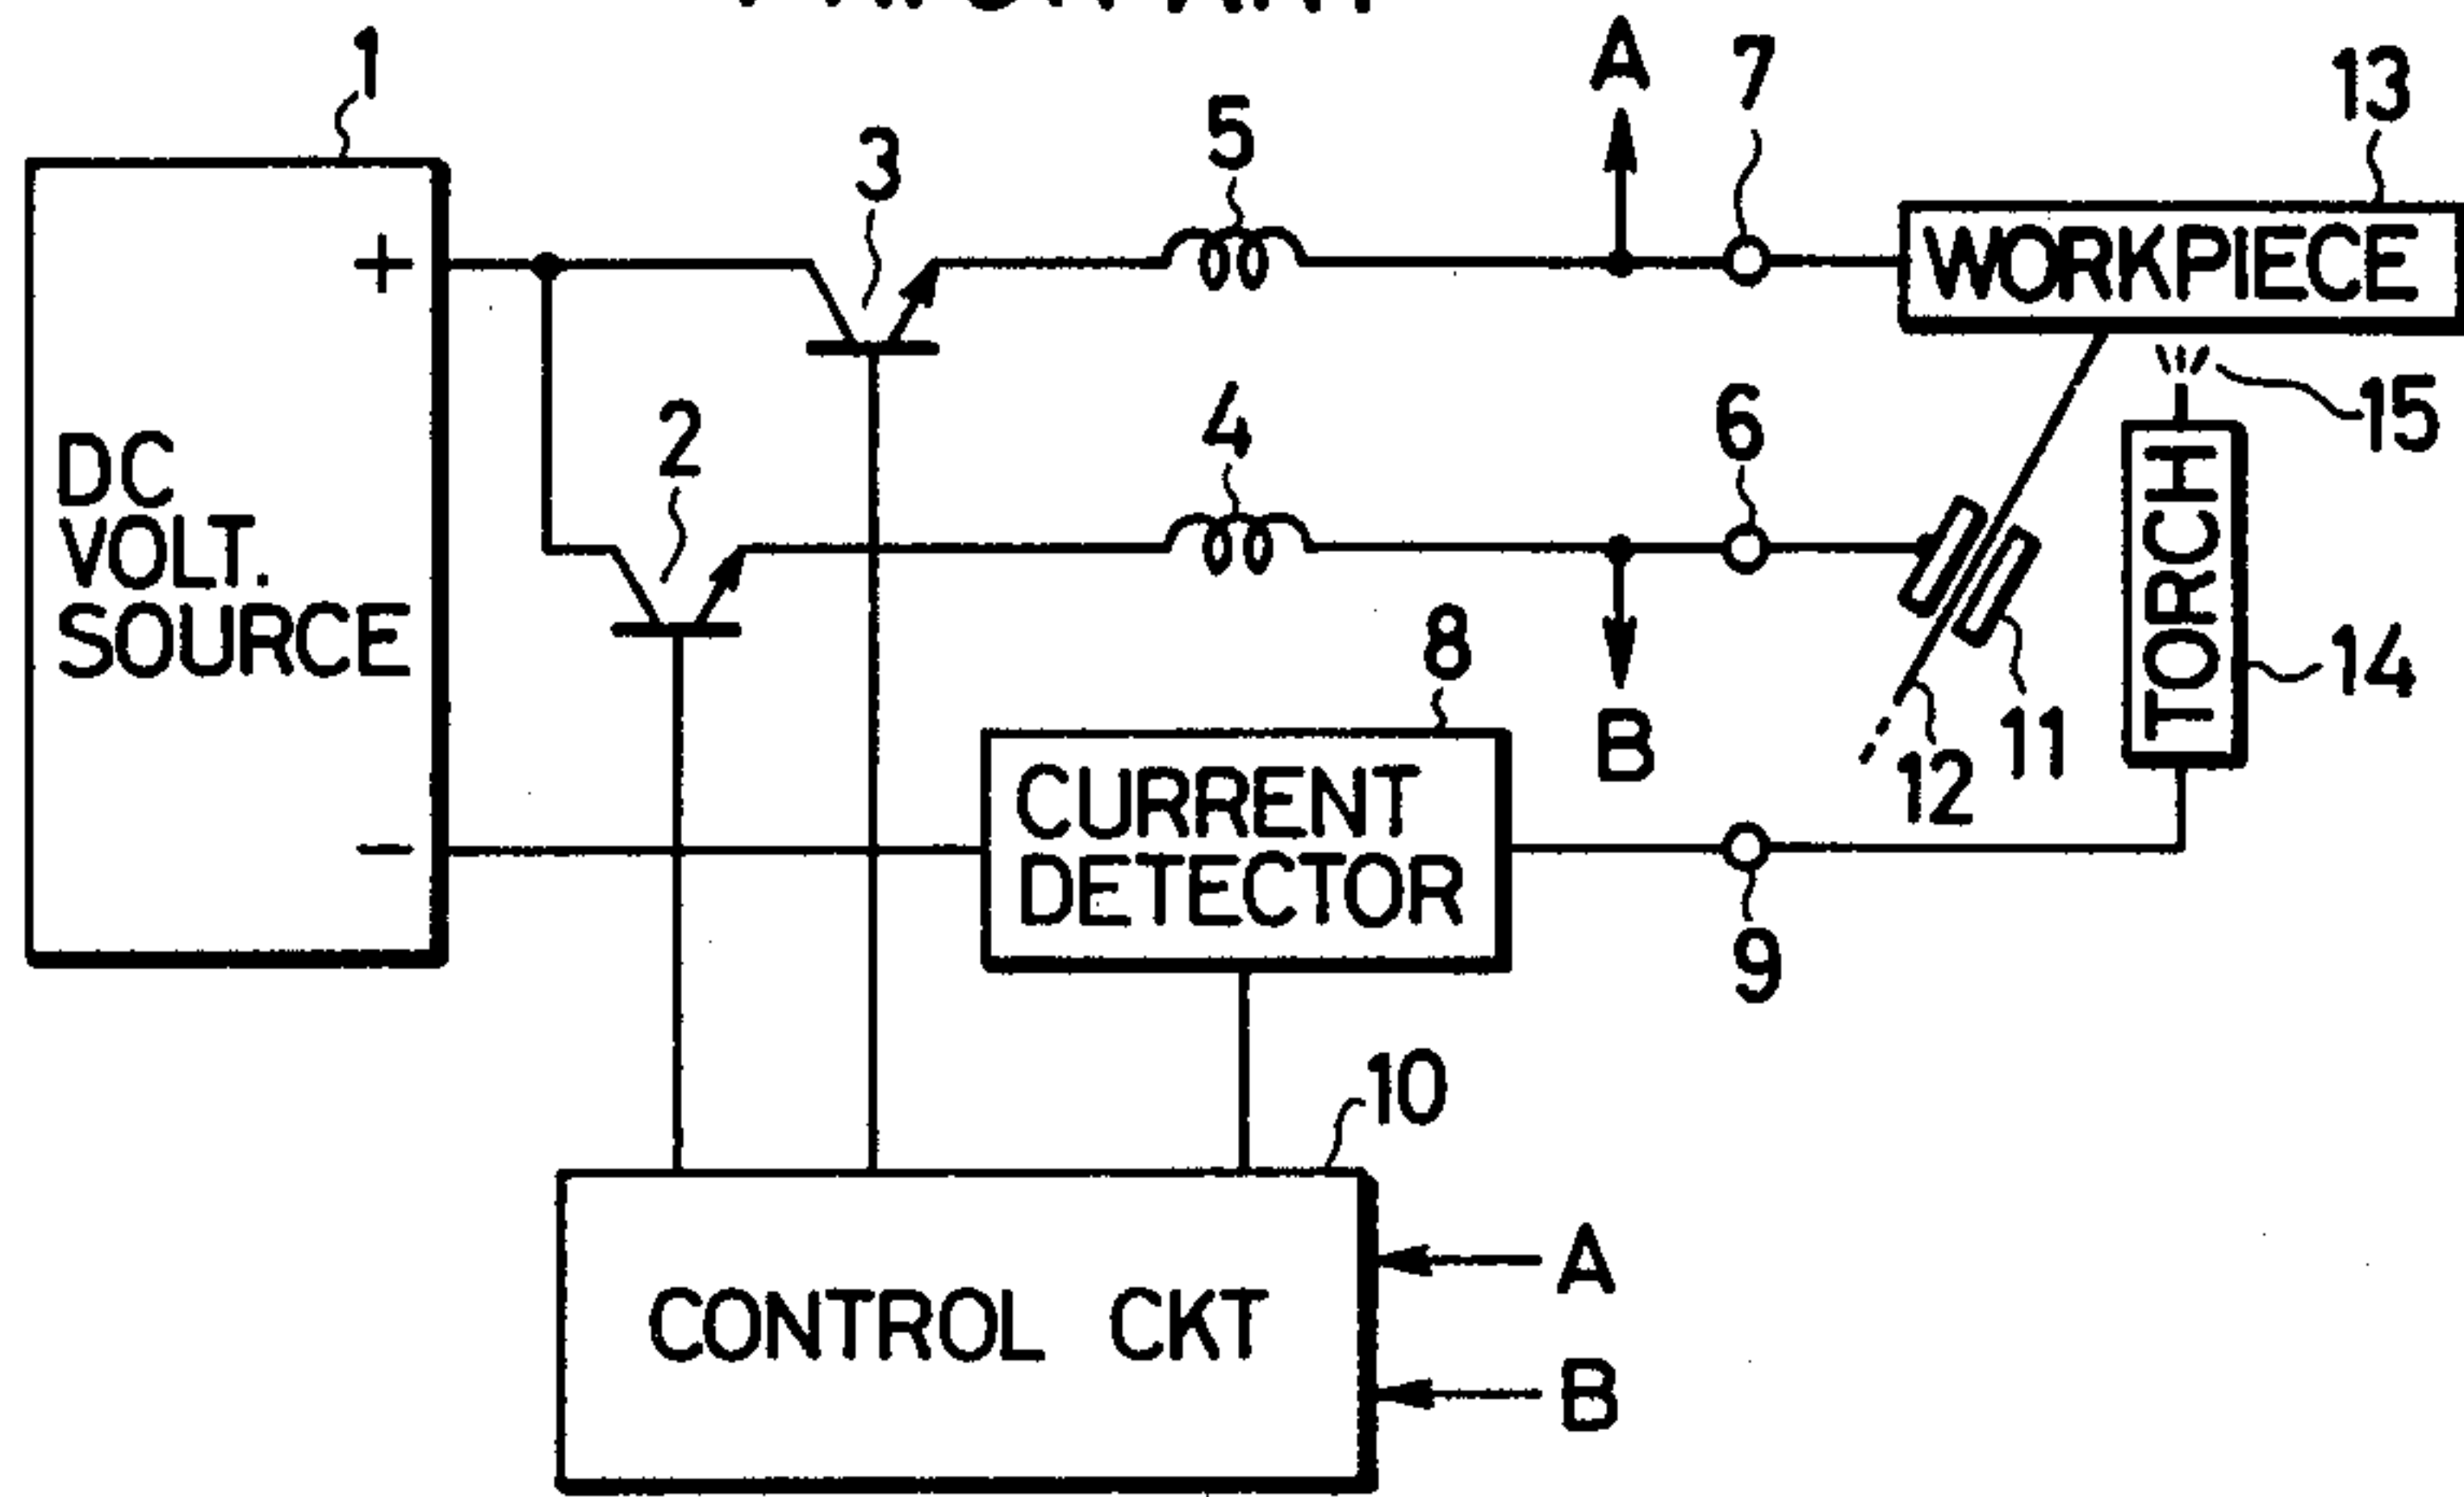 1
A
7
13
5
3
+
WORKPIECE
15
4
6
2
DC
VOLT.
SOURCE
TORCH
8
14
B
11
12
CURRENT
DETECTOR
−
9
10
A
CONTROL CKT
B